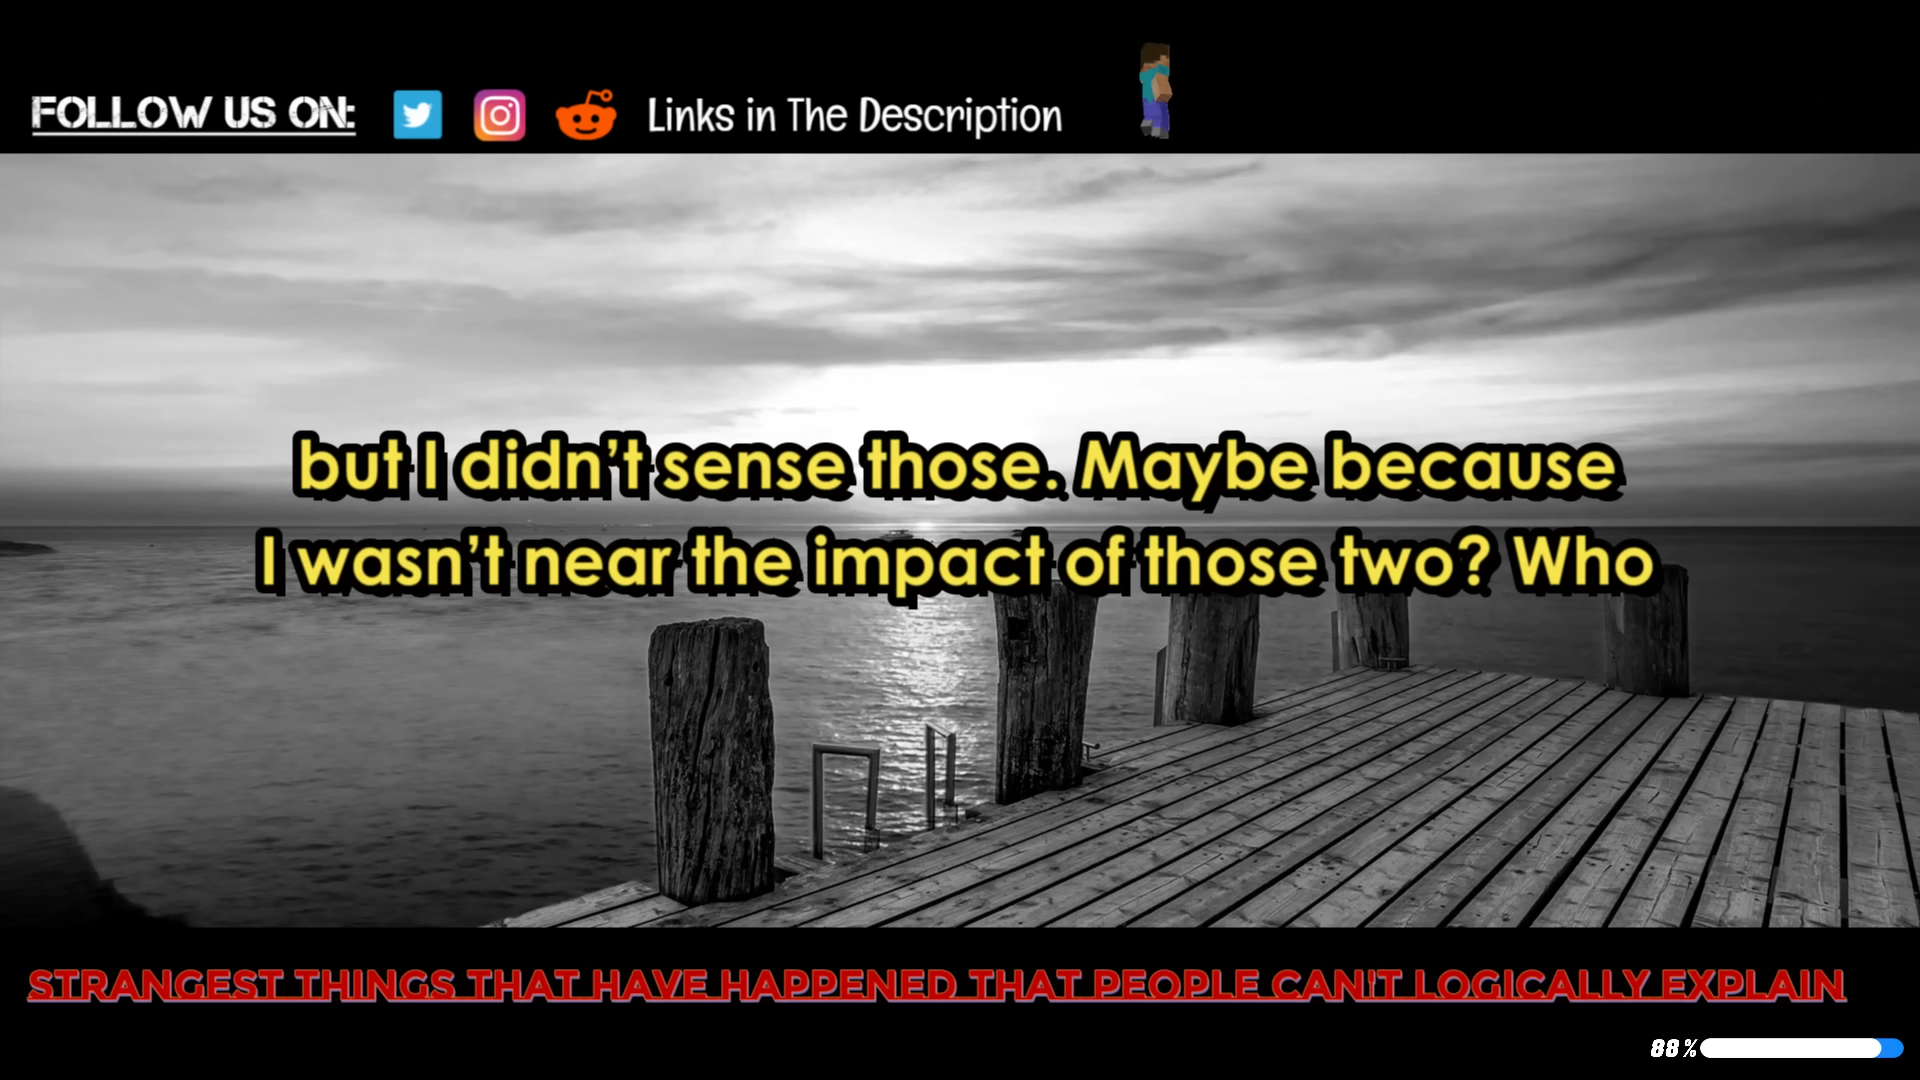 FOLLOW US ON:
Links in The Description
but I didn't sense those. Maybe because
I wasn't near the impact of those two? Who
STRANGEST THINGS THAT HAVE HAPPENED THAT PEOPLE CAN'T LOGICALLY EXPLAIN
88%